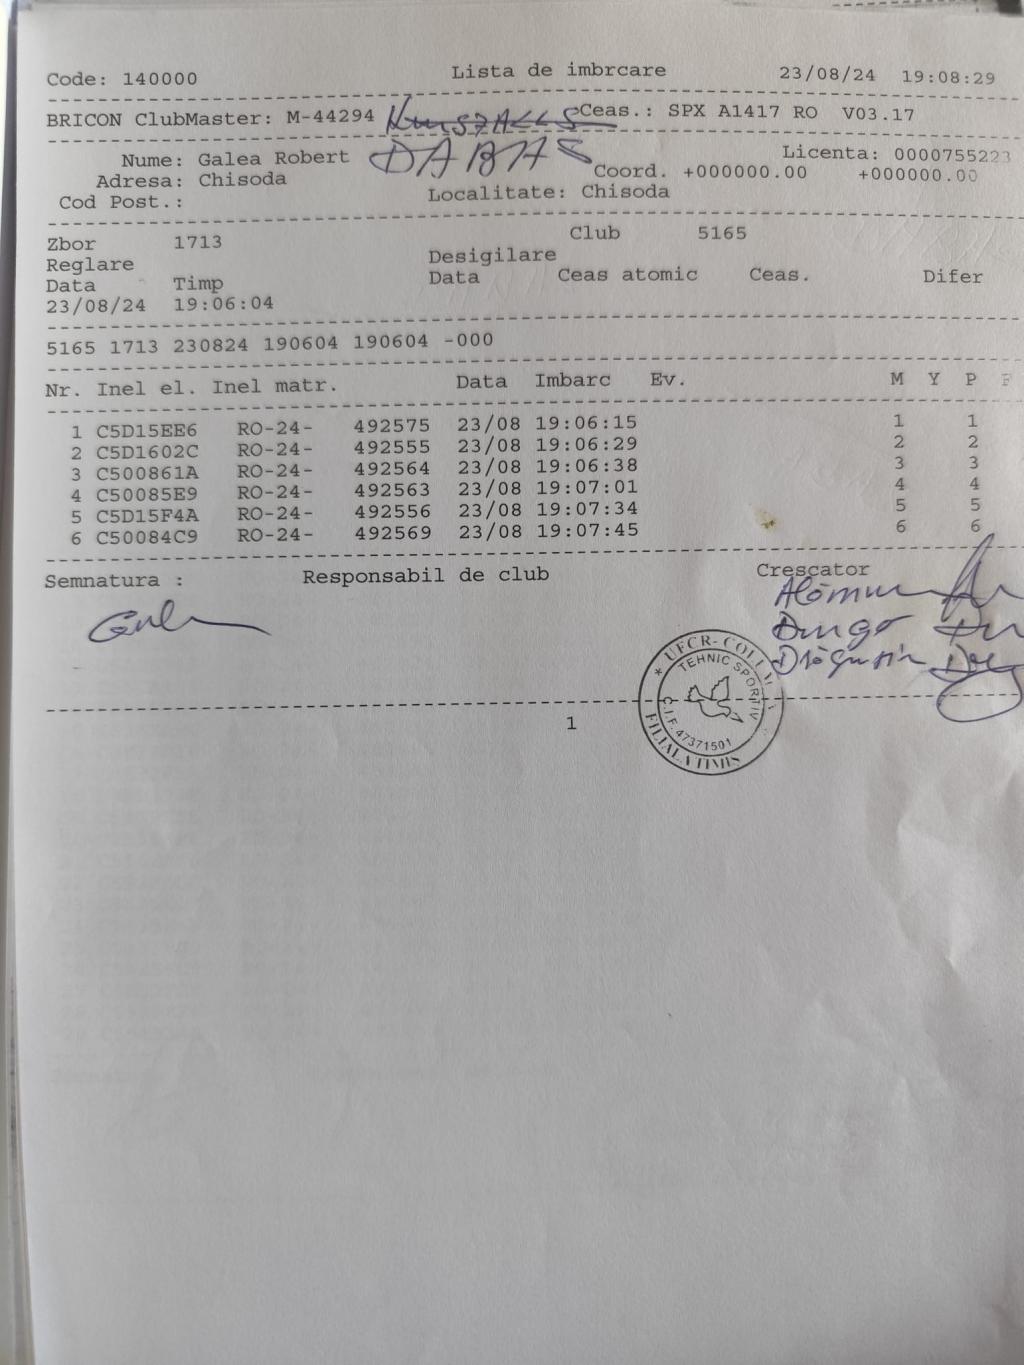 Code: 140000 Lista de imbrcare 23/08/24 19:08:29
BRICON ClubMaster: M-44294 Ceas.: SPX A1417 RO V03.17
DABAS
Nume: Galea Robert Licenta: 0000755223
Adresa: Chisoda Coord. +000000.00 +000000.00
Cod Post.: Localitate: Chisoda
Zbor 1713 Club 5165
Reglare Desigilare
Data Timp Data Ceas atomic Ceas. Difer
23/08/24 19:06:04
5165 1713 230824 190604 190604 -000
Nr. Inel el. Inel matr. Data Imbarc Ev. M Y P F
1 C5D15EE6 RO-24- 492575 23/08 19:06:15 1 1
2 C5D1602C RO-24- 492555 23/08 19:06:29 2 2
3 C500861A RO-24- 492564 23/08 19:06:38 3 3
4 C50085E9 RO-24- 492563 23/08 19:07:01 4 4
5 C5D15F4A RO-24- 492556 23/08 19:07:34 5 5
6 C50084C9 RO-24- 492569 23/08 19:07:45 6 6
Semnatura : Responsabil de club Crescator
* UFCR-COL
TEHNIC SPORTIV
C.I.F. 47371501
FILIALA TIMIS
1